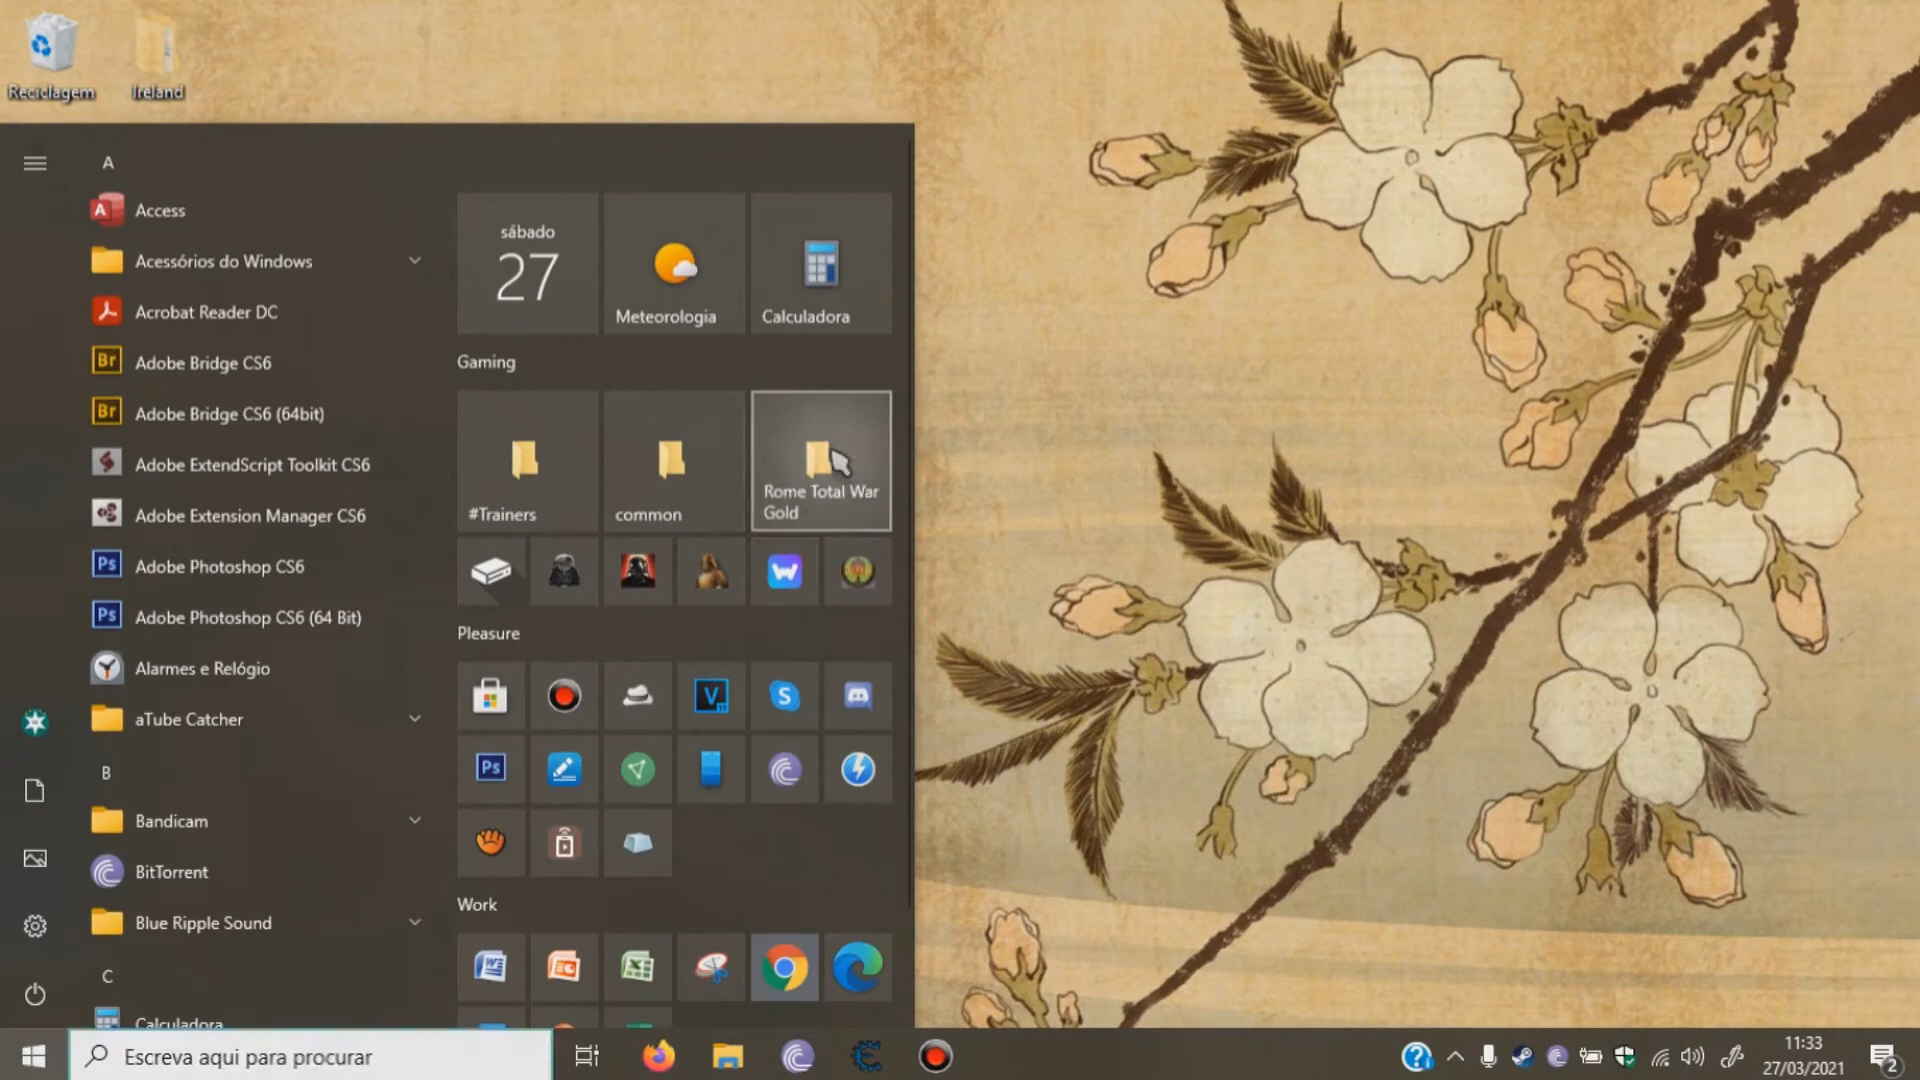 Reciclagem
Ireland
A
Access
Acessórios do Windows
Acrobat Reader DC
Adobe Bridge CS6
Adobe Bridge CS6 (64bit)
Adobe ExtendScript Toolkit CS6
Adobe Extension Manager CS6
Adobe Photoshop CS6
Adobe Photoshop CS6 (64 Bit)
Alarmes e Relógio
aTube Catcher
B
Bandicam
BitTorrent
Blue Ripple Sound
C
Calculadora
sábado
27
Meteorologia
Calculadora
Gaming
#Trainers
common
Rome Total War
Gold
Pleasure
Work
Escreva aqui para procurar
11:33
27/03/2021
2